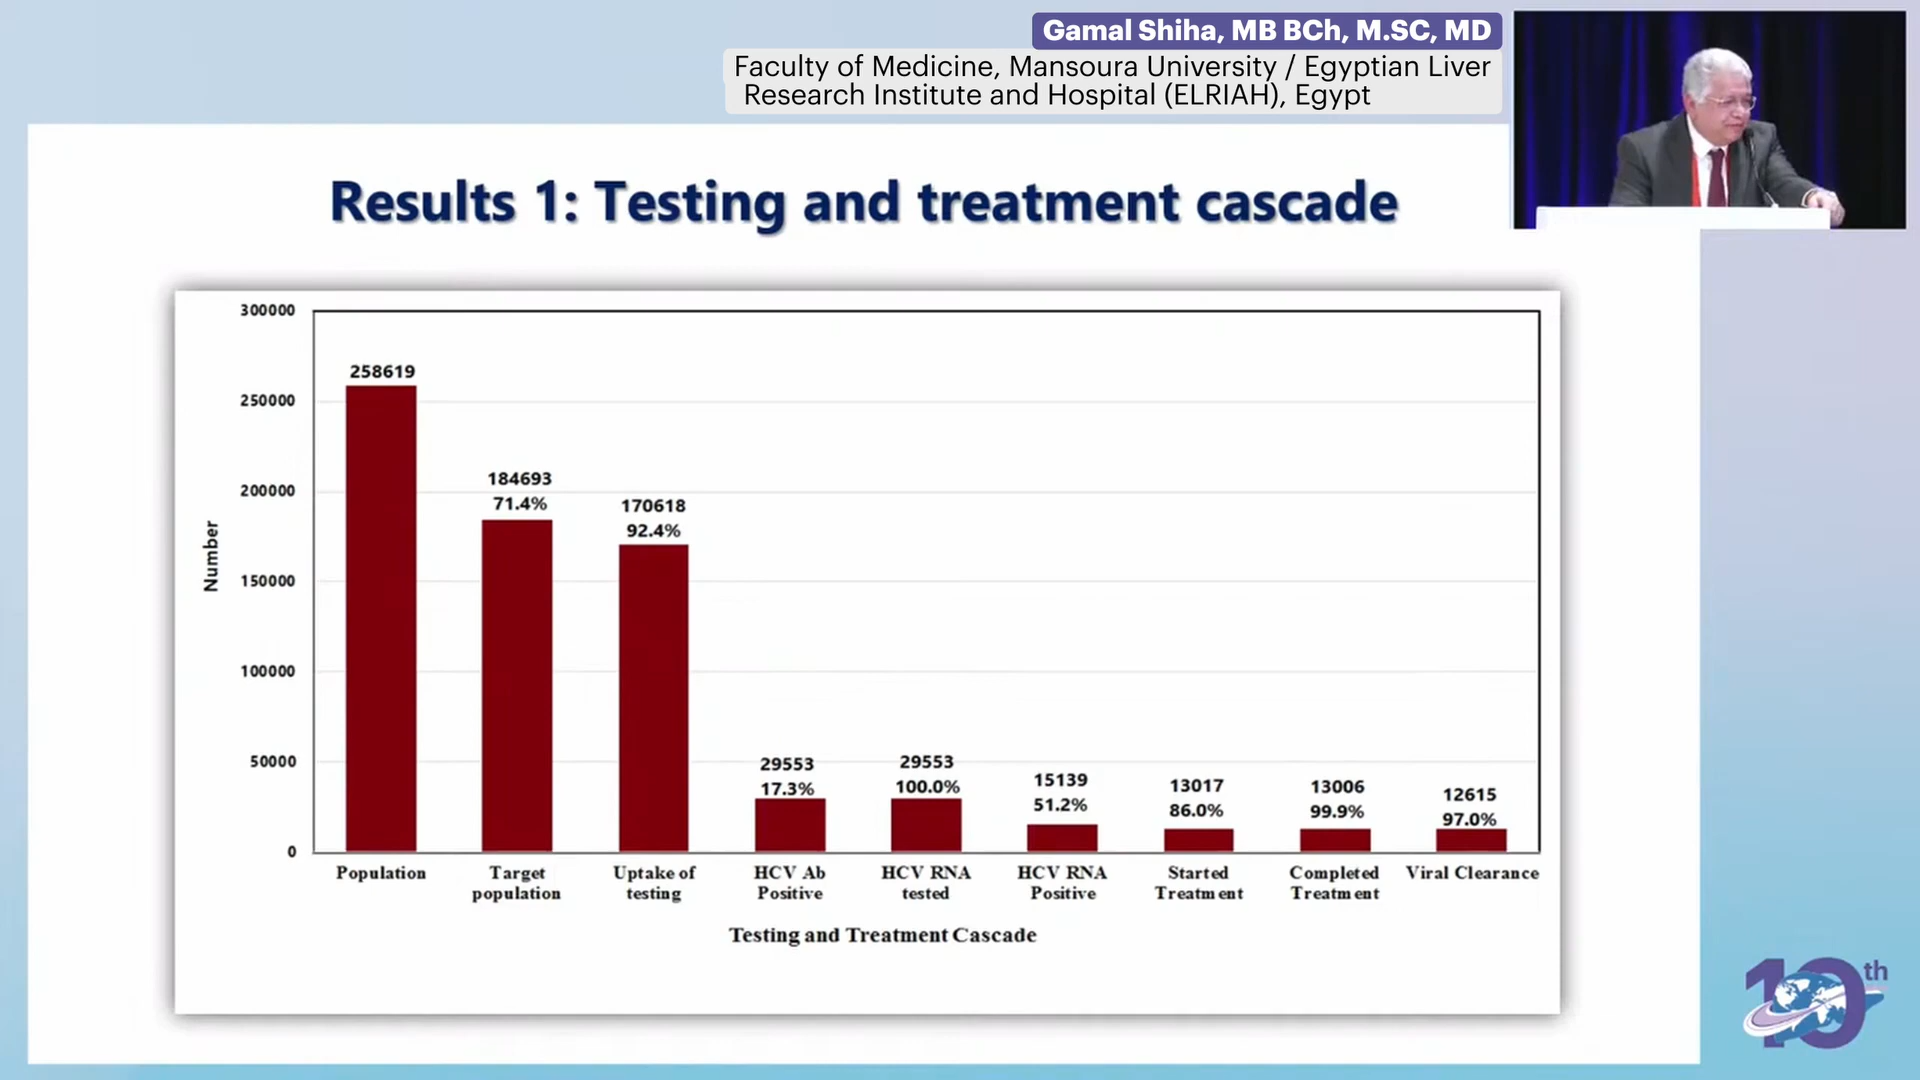 Gamal Shiha, MB BCh, M.SC, MD
Faculty of Medicine, Mansoura University / Egyptian Liver
Research Institute and Hospital (ELRIAH), Egypt
Results 1: Testing and treatment cascade
300000
250000
200000
150000
100000
50000
0
Number
258619
184693
71.4%
170618
92.4%
29553
17.3%
29553
100.0%
15139
51.2%
13017
86.0%
13006
99.9%
12615
97.0%
Population
Target
population
Uptake of
testing
HCV Ab
Positive
HCV RNA
tested
HCV RNA
Positive
Started
Treatment
Completed
Treatment
Viral Clearance
Testing and Treatment Cascade
10th